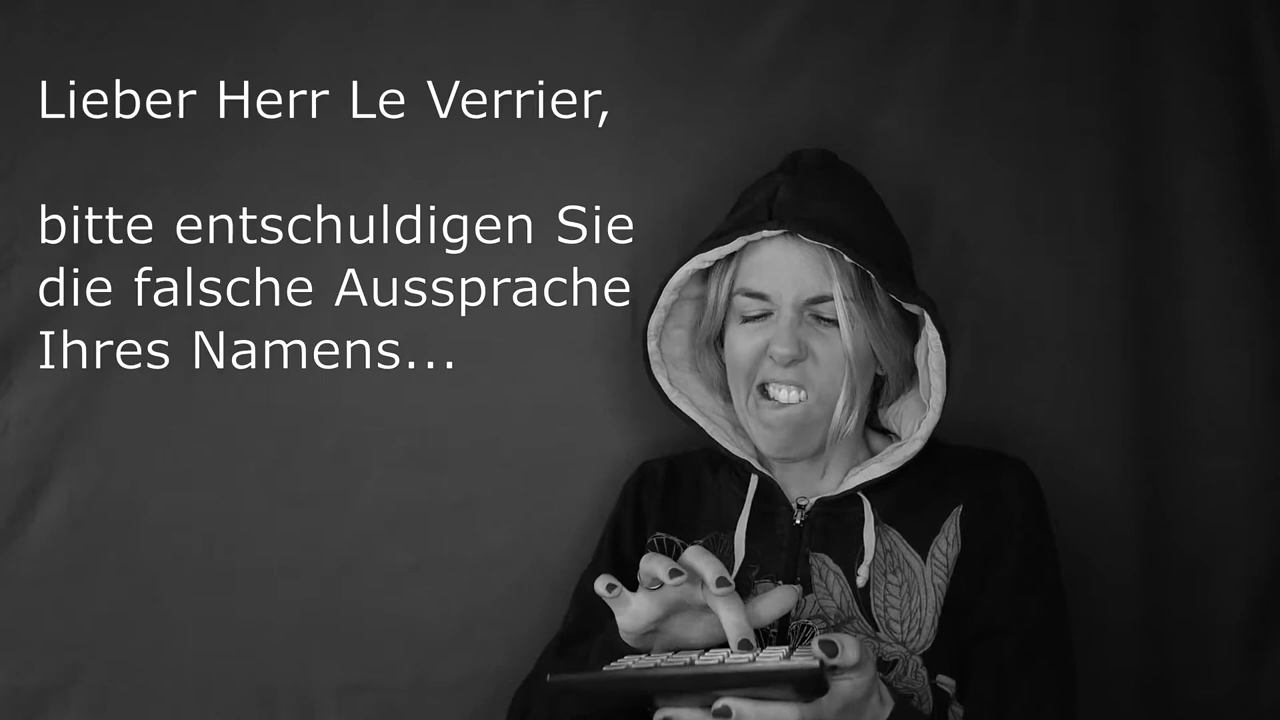 Lieber Herr Le Verrier,
bitte entschuldigen Sie
die falsche Aussprache
Ihres Namens...